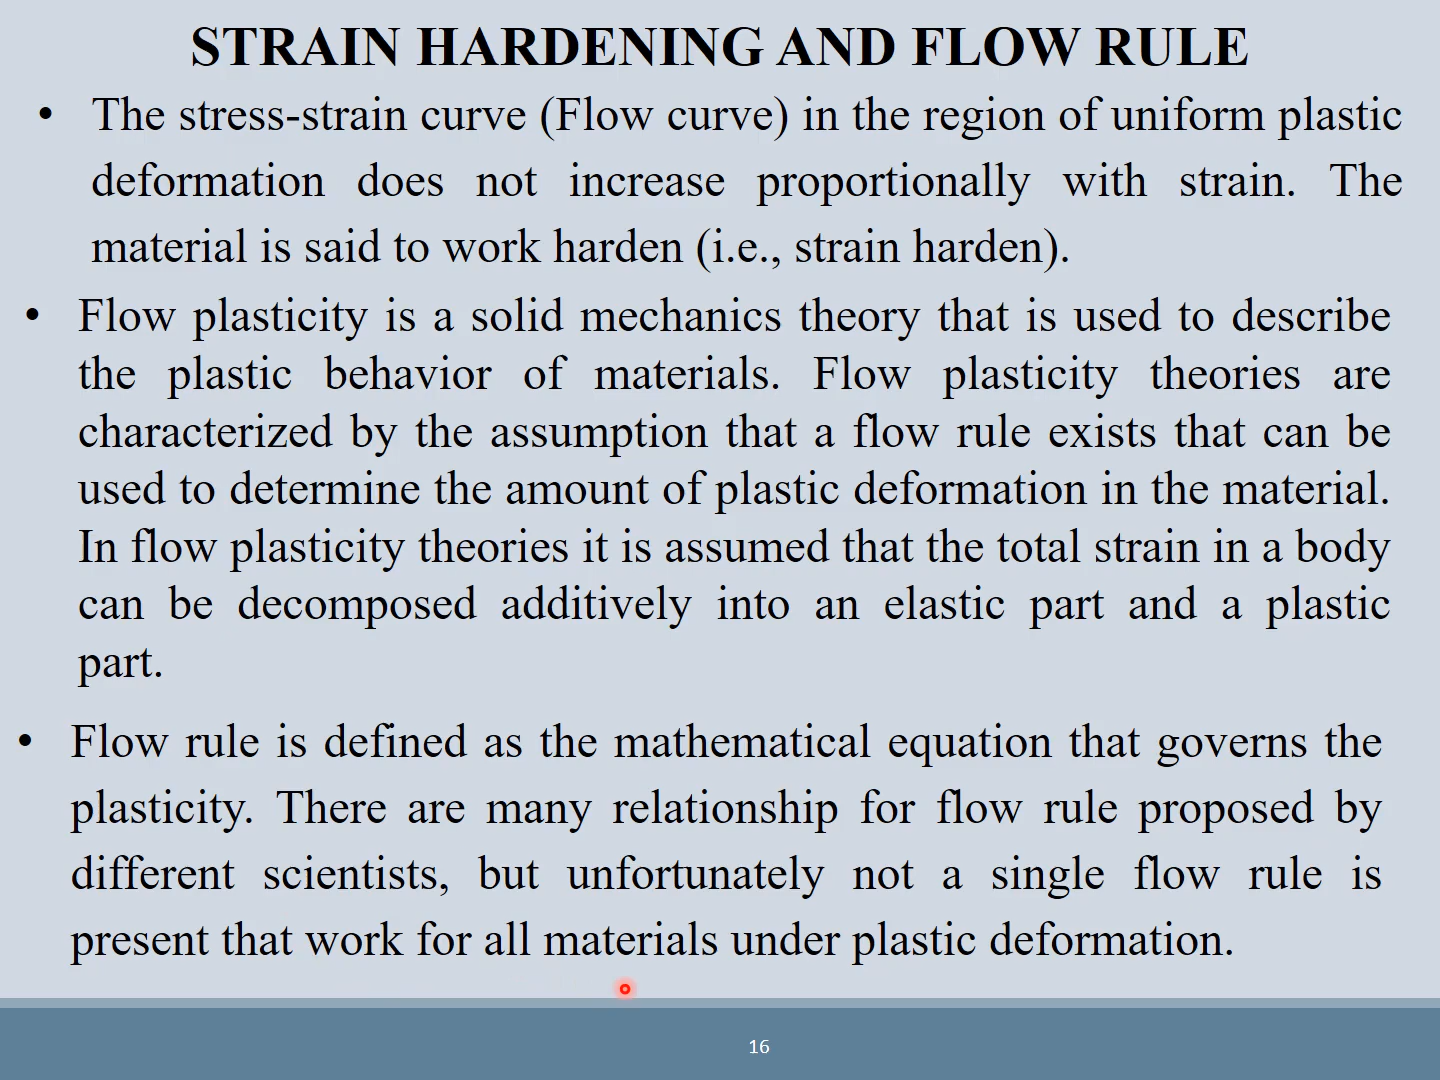 STRAIN HARDENING AND FLOW RULE
• The stress-strain curve (Flow curve) in the region of uniform plastic
deformation does not increase proportionally with strain. The
material is said to work harden (i.e., strain harden).
• Flow plasticity is a solid mechanics theory that is used to describe
the plastic behavior of materials. Flow plasticity theories are
characterized by the assumption that a flow rule exists that can be
used to determine the amount of plastic deformation in the material.
In flow plasticity theories it is assumed that the total strain in a body
can be decomposed additively into an elastic part and a plastic
part.
• Flow rule is defined as the mathematical equation that governs the
plasticity. There are many relationship for flow rule proposed by
different scientists, but unfortunately not a single flow rule is
present that work for all materials under plastic deformation.
16